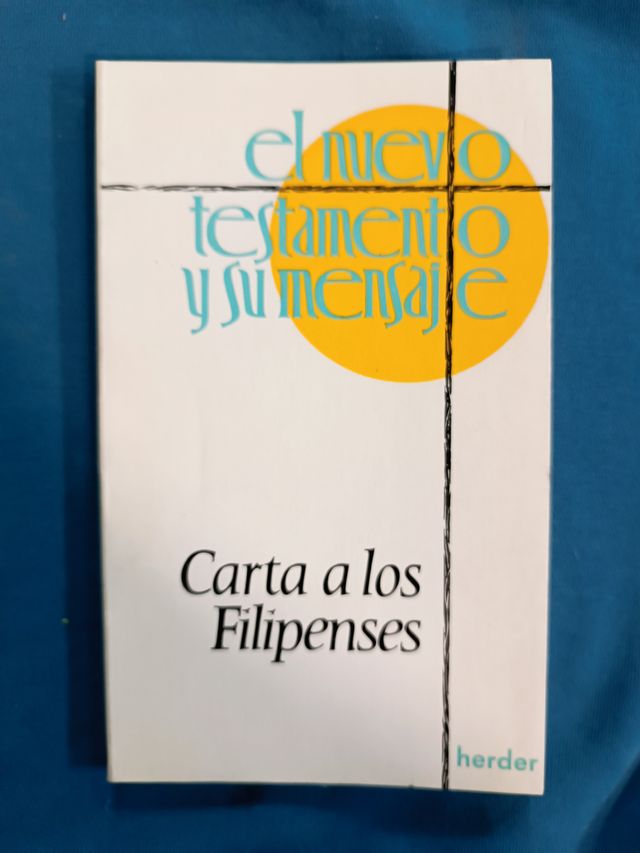 el nuevo
testamento
y su mensaje
Carta a los
Filipenses
herder